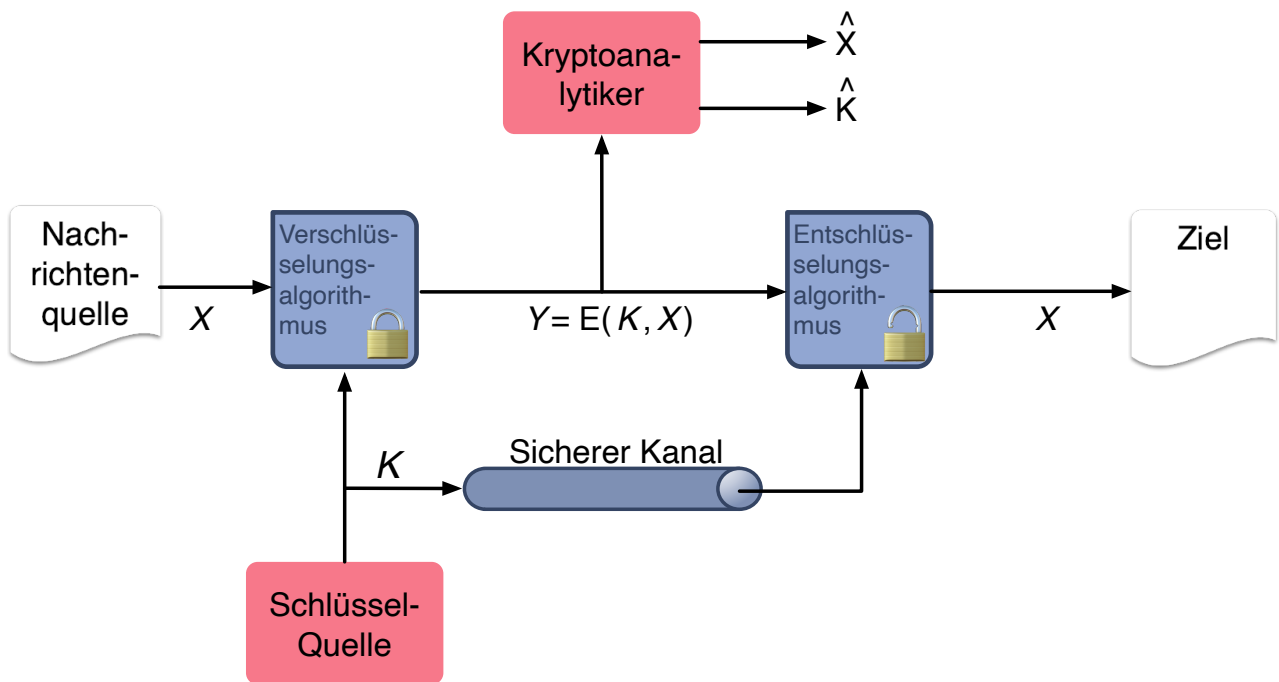 Kryptoana-
lytiker
^
X
^
K
Nach-
richten-
quelle
X
Verschlüs-
selungs-
algorith-
mus
Y = E(K, X)
Entschlüs-
selungs-
algorith-
mus
X
Ziel
K
Sicherer Kanal
Schlüssel-
Quelle